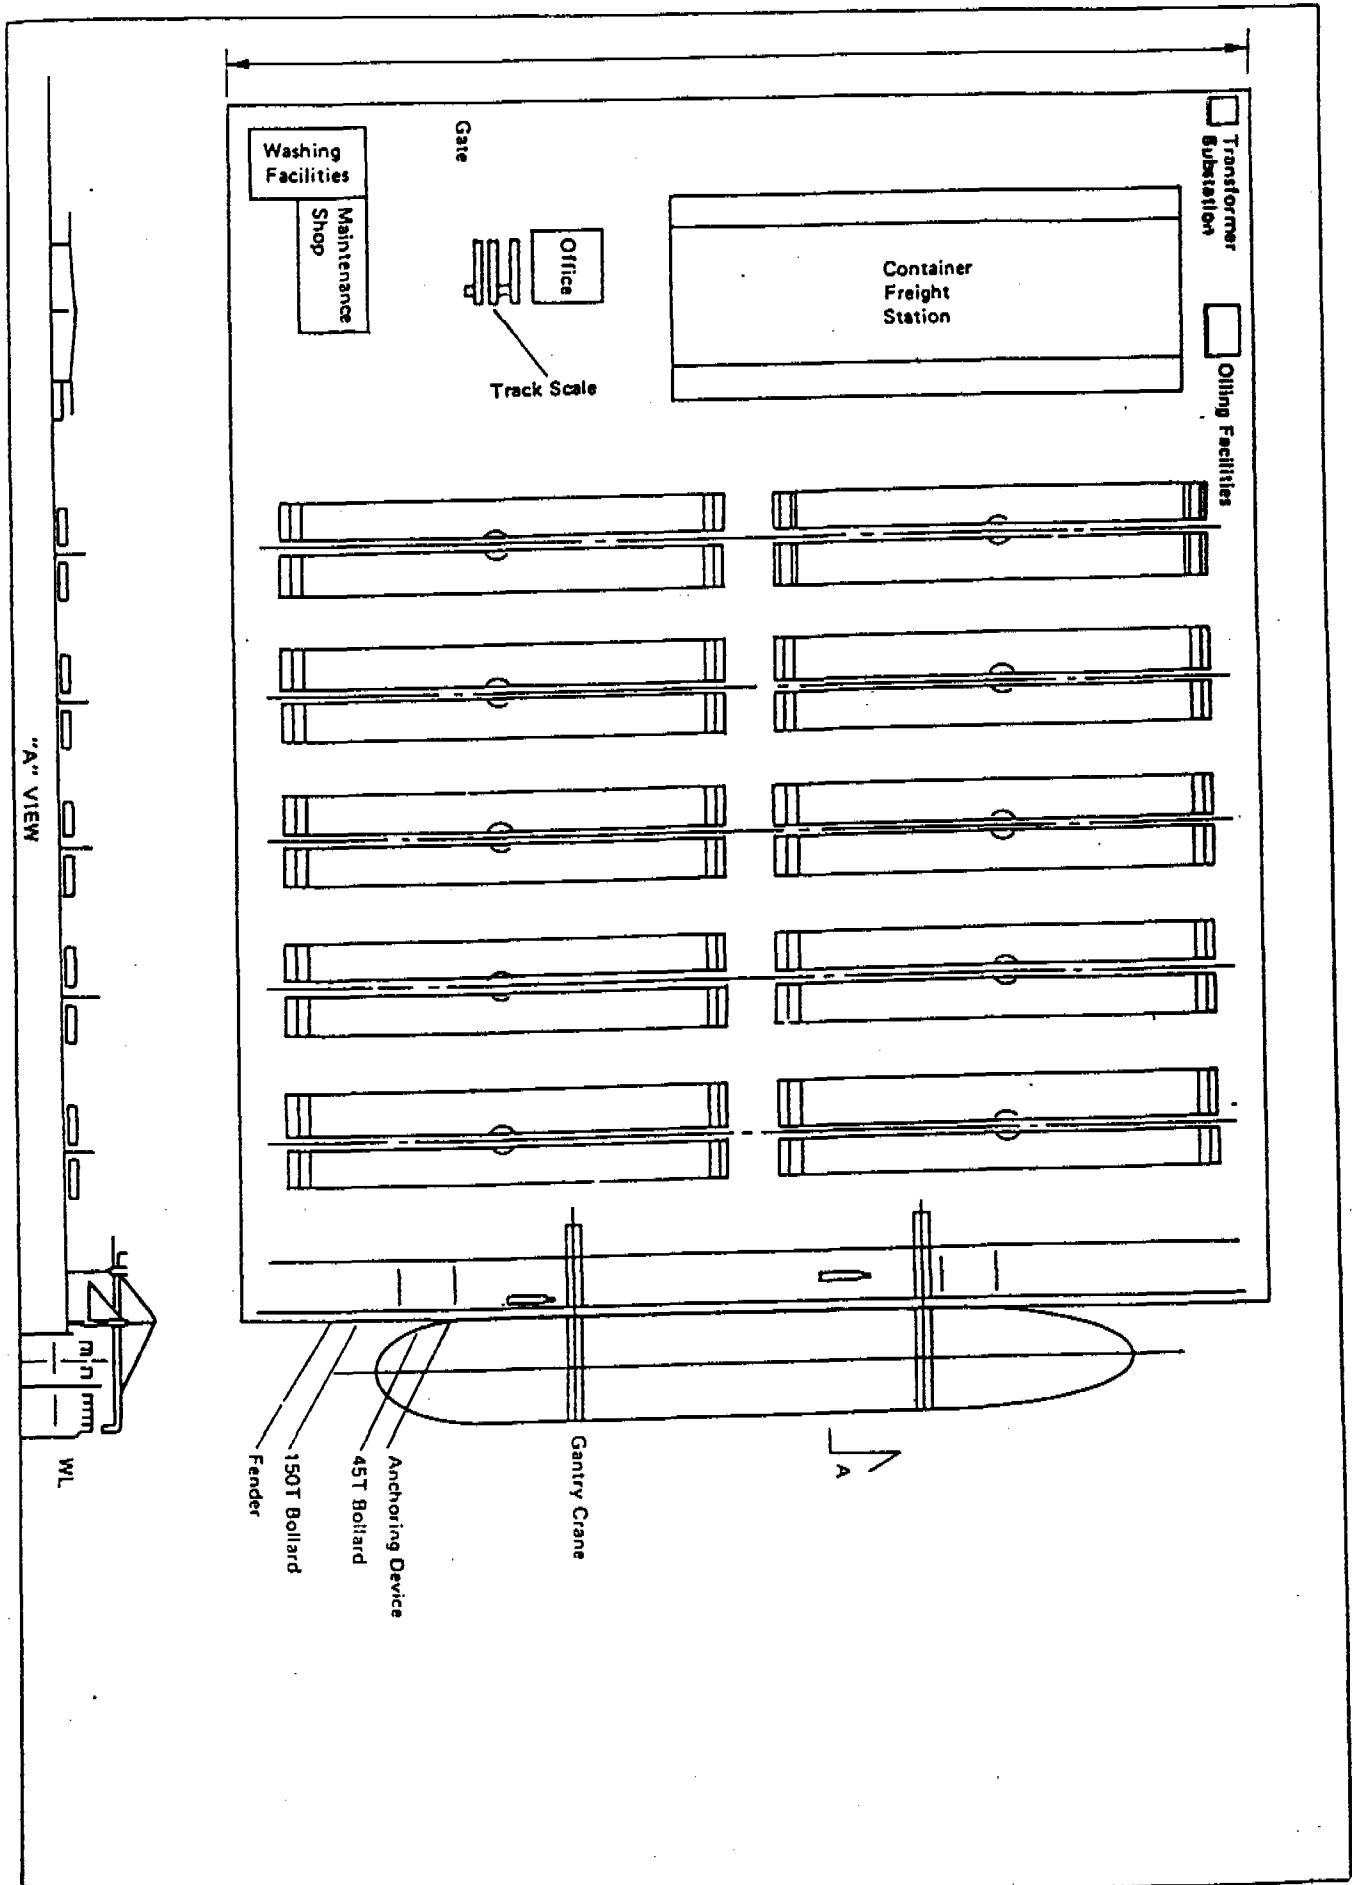 Transformer
Substation
Gate
Washing
Facilities
Maintenance
Shop
Office
Container
Freight
Station
Track Scale
Oiling Facilities
"A" VIEW
WL
Fender
150T Bollard
45T Bollard
Anchoring Device
Gantry Crane
A